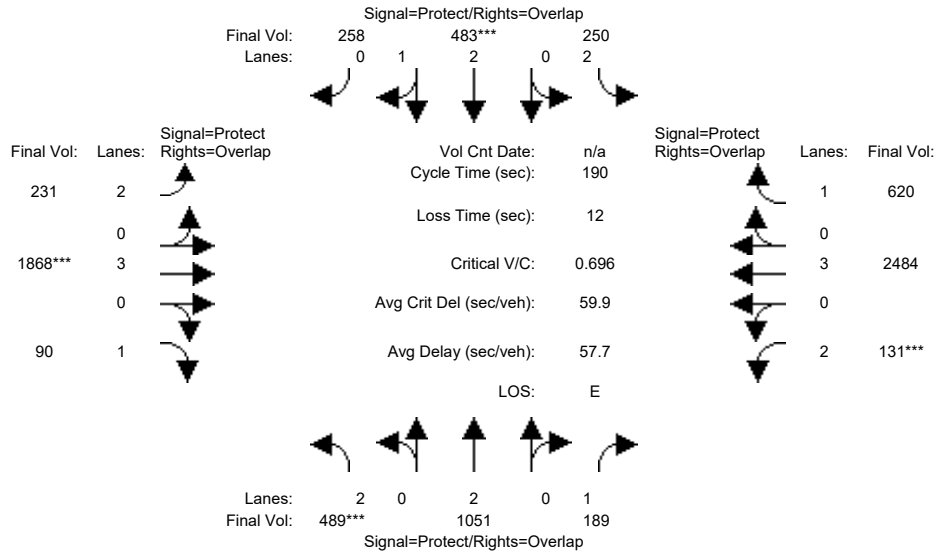 Signal=Protect/Rights=Overlap
Final Vol: 258 483*** 250
Lanes: 0 1 2 0 2
Signal=Protect Signal=Protect
Final Vol: Lanes: Rights=Overlap Vol Cnt Date: n/a Rights=Overlap Lanes: Final Vol:
Cycle Time (sec): 190
231 2 1 620
Loss Time (sec): 12
0 0
1868*** 3 Critical V/C: 0.696 3 2484
0 Avg Crit Del (sec/veh): 59.9 0
90 1 Avg Delay (sec/veh): 57.7 2 131***
LOS: E
Lanes: 2 0 2 0 1
Final Vol: 489*** 1051 189
Signal=Protect/Rights=Overlap